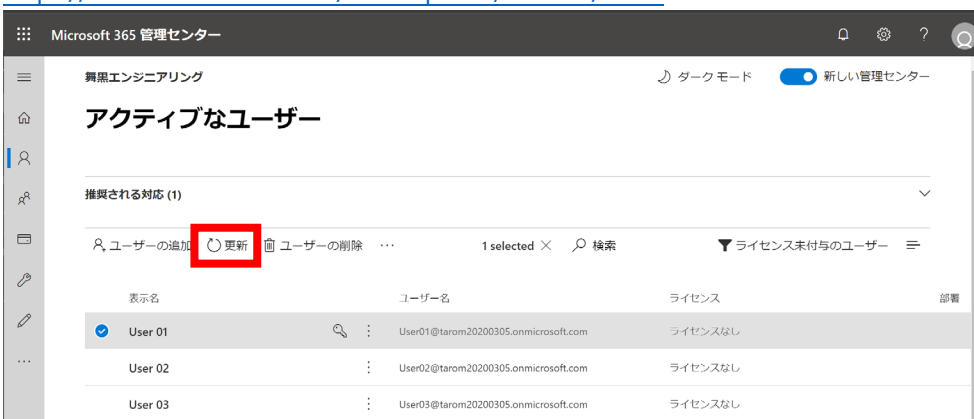 Microsoft 365 管理センター
舞黒エンジニアリング
ダーク モード
新しい管理センター
アクティブなユーザー
推奨される対応 (1)
ユーザーの追加 更新 ユーザーの削除 ··· 1 selected × 検索 ライセンス未付与のユーザー
表示名 ユーザー名 ライセンス 部署
User 01 User01@tarom20200305.onmicrosoft.com ライセンスなし
User 02 User02@tarom20200305.onmicrosoft.com ライセンスなし
User 03 User03@tarom20200305.onmicrosoft.com ライセンスなし